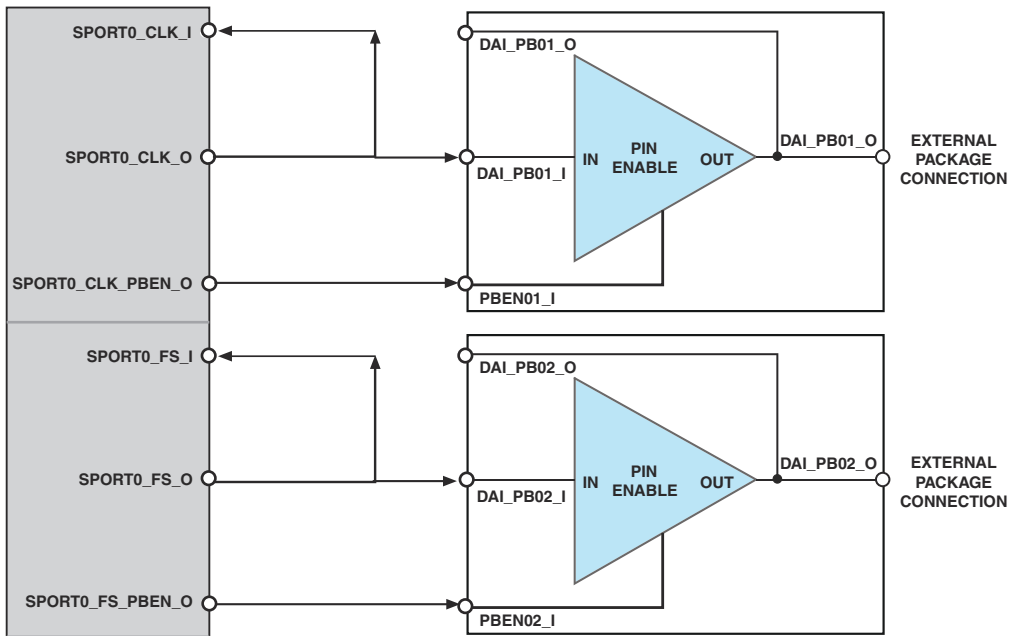 SPORT0_CLK_I
DAI_PB01_O
SPORT0_CLK_O
DAI_PB01_I
IN
PIN
ENABLE
OUT
DAI_PB01_O
EXTERNAL
PACKAGE
CONNECTION
SPORT0_CLK_PBEN_O
PBEN01_I
SPORT0_FS_I
DAI_PB02_O
SPORT0_FS_O
DAI_PB02_I
IN
PIN
ENABLE
OUT
DAI_PB02_O
EXTERNAL
PACKAGE
CONNECTION
SPORT0_FS_PBEN_O
PBEN02_I